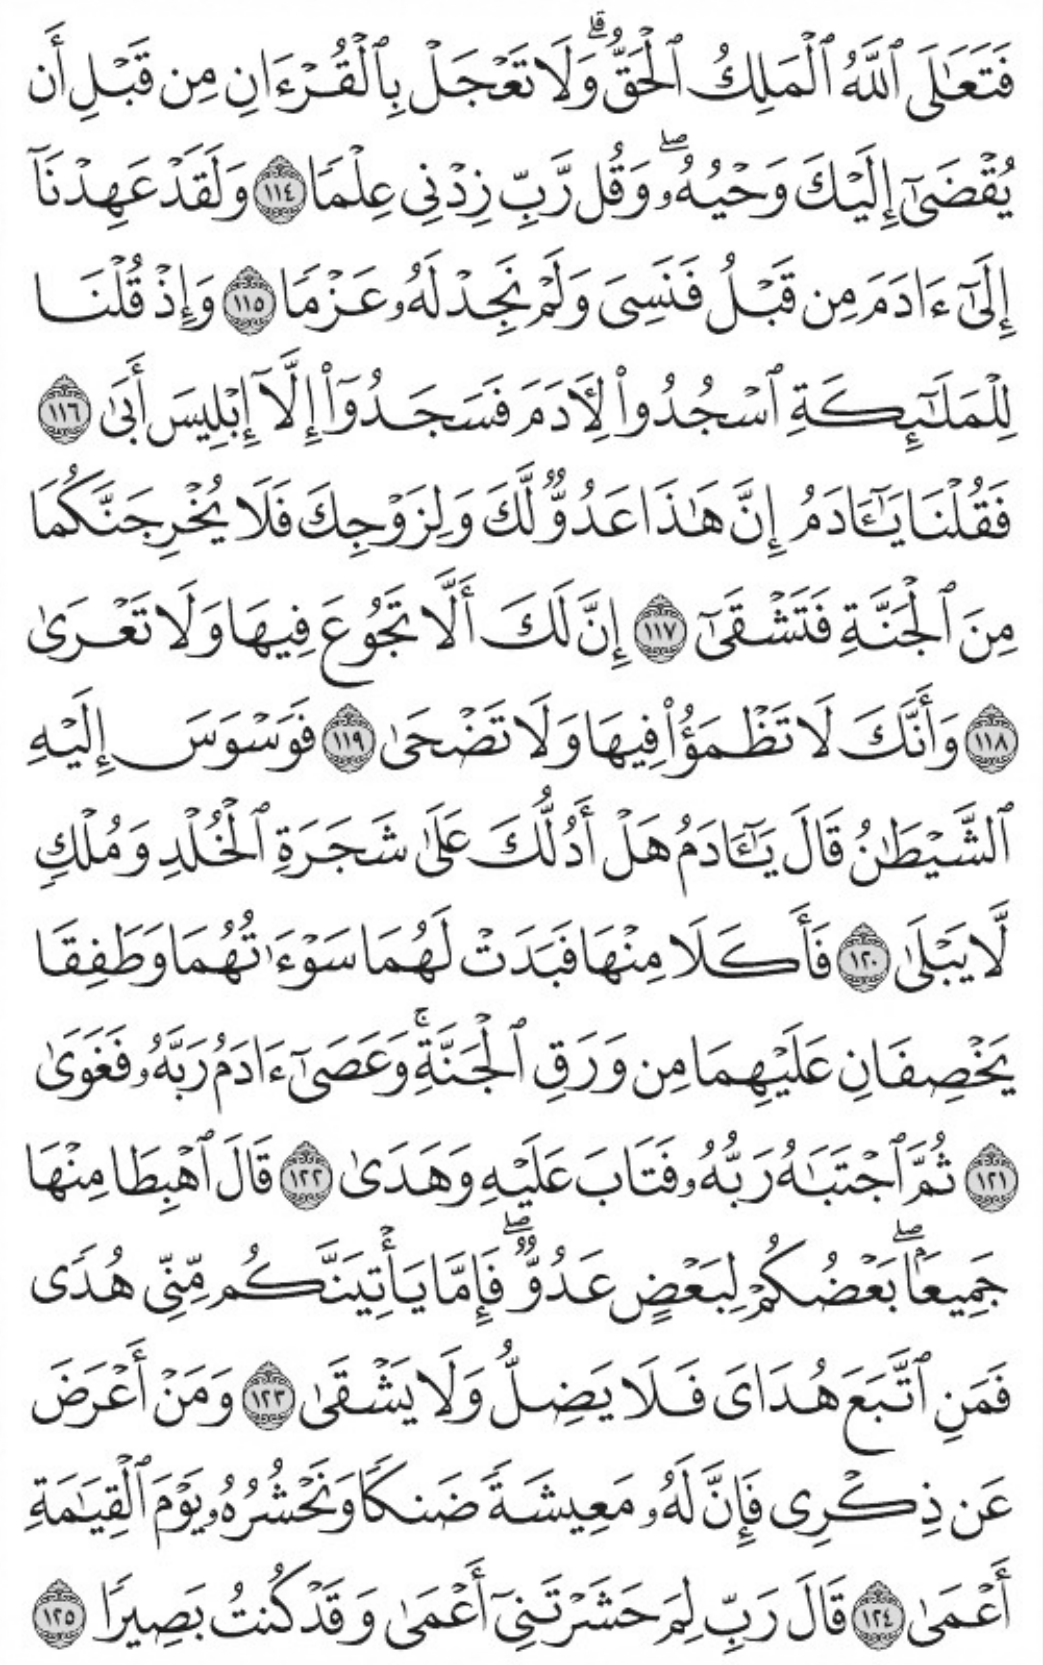 فَتَعَٰلَى ٱللَّهُ ٱلْمَلِكُ ٱلْحَقُّ ۗ وَلَا تَعْجَلْ بِٱلْقُرْءَانِ مِن قَبْلِ أَن
يُقْضَىٰٓ إِلَيْكَ وَحْيُهُۥ ۖ وَقُل رَّبِّ زِدْنِى عِلْمًا ١١٤ وَلَقَدْ عَهِدْنَآ
إِلَىٰٓ ءَادَمَ مِن قَبْلُ فَنَسِىَ وَلَمْ نَجِدْ لَهُۥ عَزْمًا ١١٥ وَإِذْ قُلْنَا
لِلْمَلَٰٓئِكَةِ ٱسْجُدُوا۟ لِءَادَمَ فَسَجَدُوٓا۟ إِلَّآ إِبْلِيسَ أَبَىٰ ١١٦
فَقُلْنَا يَٰٓـَٔادَمُ إِنَّ هَٰذَا عَدُوٌّ لَّكَ وَلِزَوْجِكَ فَلَا يُخْرِجَنَّكُمَا
مِنَ ٱلْجَنَّةِ فَتَشْقَىٰٓ ١١٧ إِنَّ لَكَ أَلَّا تَجُوعَ فِيهَا وَلَا تَعْرَىٰ
١١٨ وَأَنَّكَ لَا تَظْمَؤُا۟ فِيهَا وَلَا تَضْحَىٰ ١١٩ فَوَسْوَسَ إِلَيْهِ
ٱلشَّيْطَٰنُ قَالَ يَٰٓـَٔادَمُ هَلْ أَدُلُّكَ عَلَىٰ شَجَرَةِ ٱلْخُلْدِ وَمُلْكٍ
لَّا يَبْلَىٰ ١٢٠ فَأَكَلَا مِنْهَا فَبَدَتْ لَهُمَا سَوْءَٰتُهُمَا وَطَفِقَا
يَخْصِفَانِ عَلَيْهِمَا مِن وَرَقِ ٱلْجَنَّةِ ۚ وَعَصَىٰٓ ءَادَمُ رَبَّهُۥ فَغَوَىٰ
١٢١ ثُمَّ ٱجْتَبَٰهُ رَبُّهُۥ فَتَابَ عَلَيْهِ وَهَدَىٰ ١٢٢ قَالَ ٱهْبِطَا مِنْهَا
جَمِيعًۢا ۖ بَعْضُكُمْ لِبَعْضٍ عَدُوٌّ ۖ فَإِمَّا يَأْتِيَنَّكُم مِّنِّى هُدًى
فَمَنِ ٱتَّبَعَ هُدَاىَ فَلَا يَضِلُّ وَلَا يَشْقَىٰ ١٢٣ وَمَنْ أَعْرَضَ
عَن ذِكْرِى فَإِنَّ لَهُۥ مَعِيشَةً ضَنكًا وَنَحْشُرُهُۥ يَوْمَ ٱلْقِيَٰمَةِ
أَعْمَىٰ ١٢٤ قَالَ رَبِّ لِمَ حَشَرْتَنِىٓ أَعْمَىٰ وَقَدْ كُنتُ بَصِيرًا ١٢٥